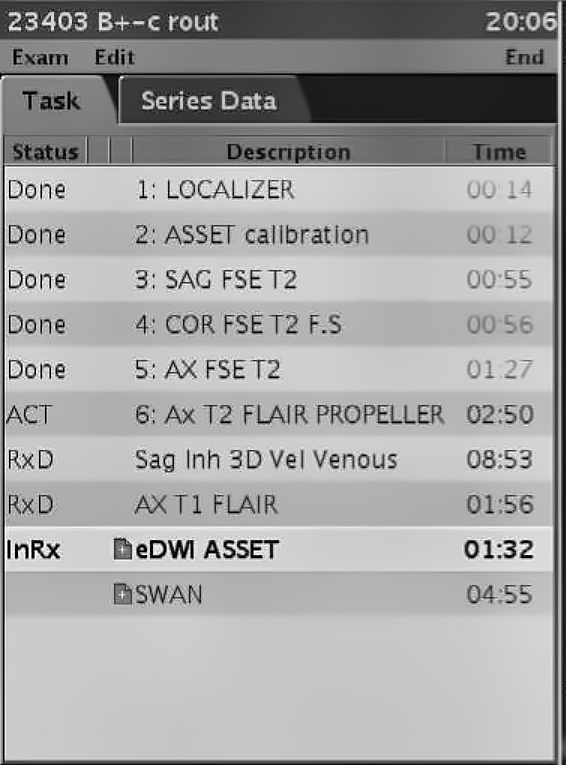 23403 B+-c rout 20:06
Exam Edit End
Task Series Data
Status Description Time
Done 1: LOCALIZER 00:14
Done 2: ASSET calibration 00:12
Done 3: SAG FSE T2 00:55
Done 4: COR FSE T2 F.S 00:56
Done 5: AX FSE T2 01:27
ACT 6: Ax T2 FLAIR PROPELLER 02:50
RxD Sag Inh 3D Vel Venous 08:53
RxD AX T1 FLAIR 01:56
InRx eDWI ASSET 01:32
SWAN 04:55